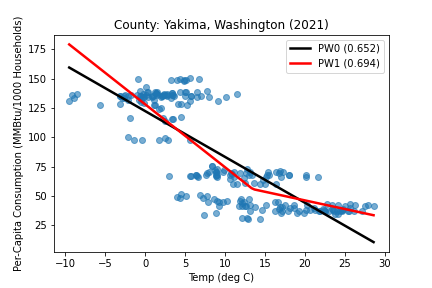 County: Yakima, Washington (2021)
PW0 (0.652)
PW1 (0.694)
Per-Capita Consumption (MMBtu/1000 Households)
175
150
125
100
75
50
25
−10 −5 0 5 10 15 20 25 30
Temp (deg C)